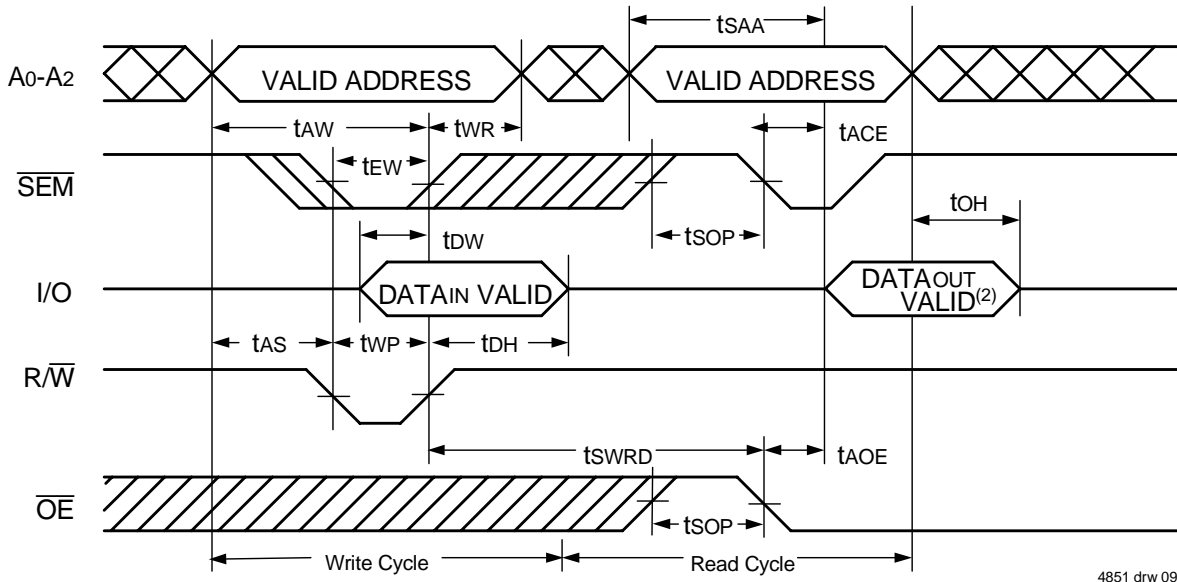 tSAA
A0-A2
VALID ADDRESS
VALID ADDRESS
tAW
tWR
tACE
tEW
SEM
tSOP
tOH
tDW
I/O
DATAIN VALID
DATAOUT
VALID(2)
tAS
tWP
tDH
R/W
tSWRD
tAOE
OE
tSOP
Write Cycle
Read Cycle
4851 drw 09